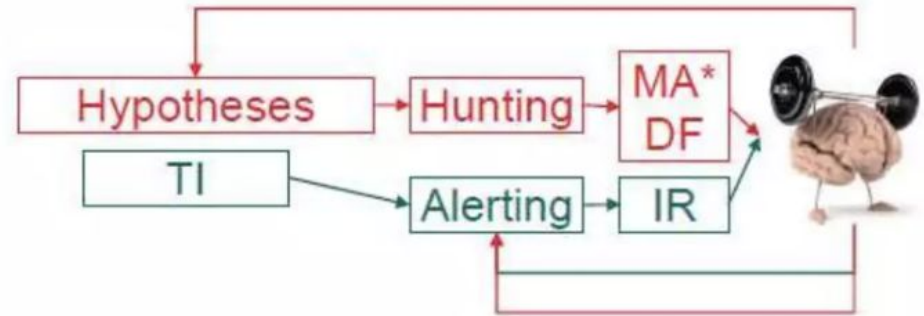 Hypotheses
Hunting
MA*
DF
TI
Alerting
IR